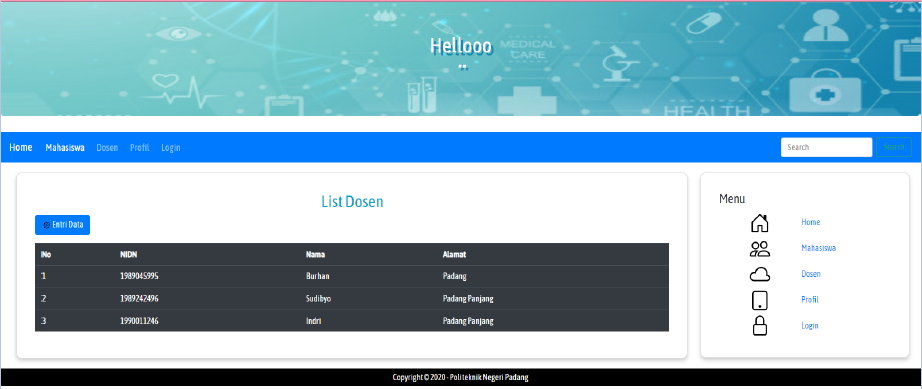 Hellooo
MEDICAL
CARE
HEALTH
Home Mahasiswa Dosen Profil Login Search Search
List Dosen
Entri Data
No NIDN Nama Alamat
1 1989045995 Burhan Padang
2 1989242496 Sudibyo Padang Panjang
3 1990011246 Indri Padang Panjang
Menu
Home
Mahasiswa
Dosen
Profil
Login
Copyright © 2020 - Politeknik Negeri Padang